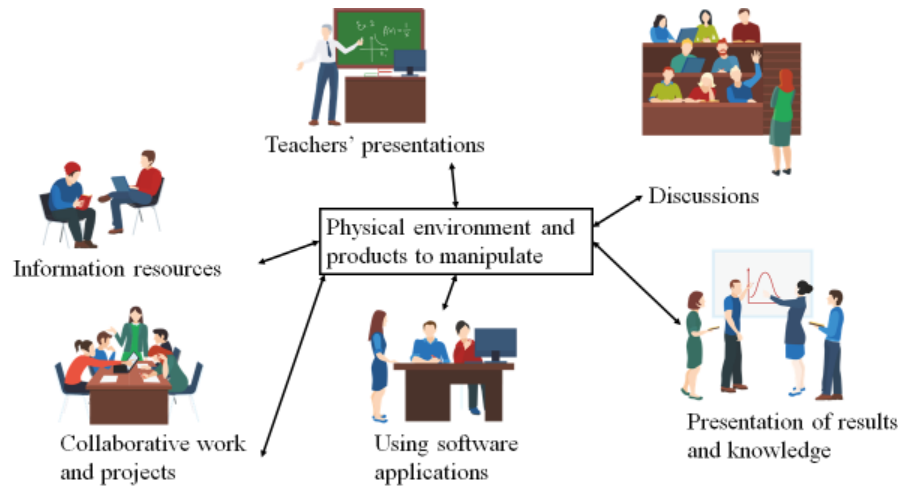 Teachers' presentations
Discussions
Physical environment and
products to manipulate
Information resources
Collaborative work
and projects
Using software
applications
Presentation of results
and knowledge